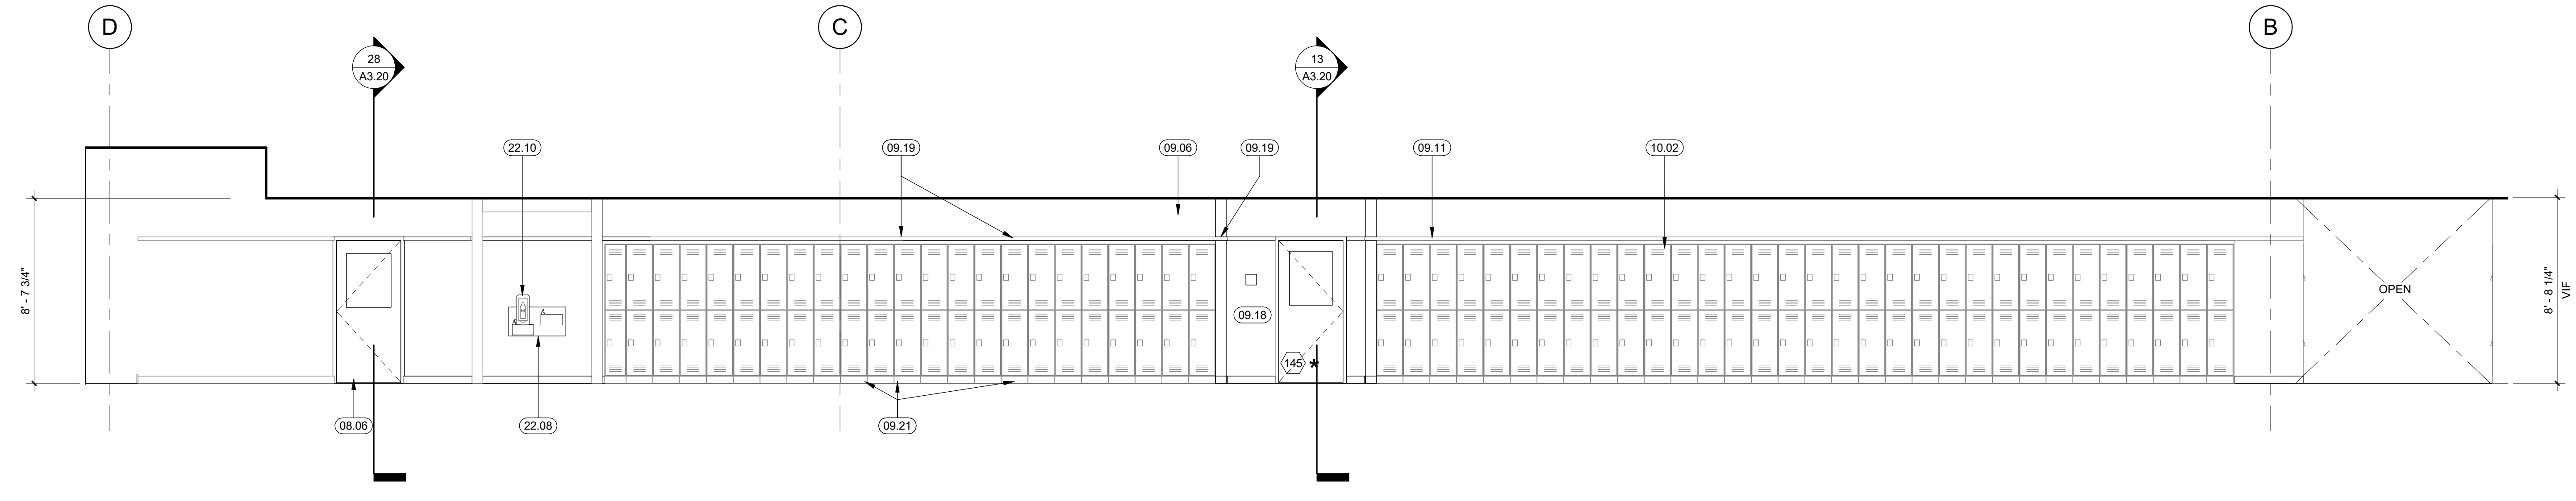 D
C
B
28
A3.20
13
A3.20
22.10
09.19
09.06
09.19
09.11
10.02
8' - 7 3/4"
09.18
OPEN
8' - 8 1/4"
VIF
145 *
08.06
22.08
09.21